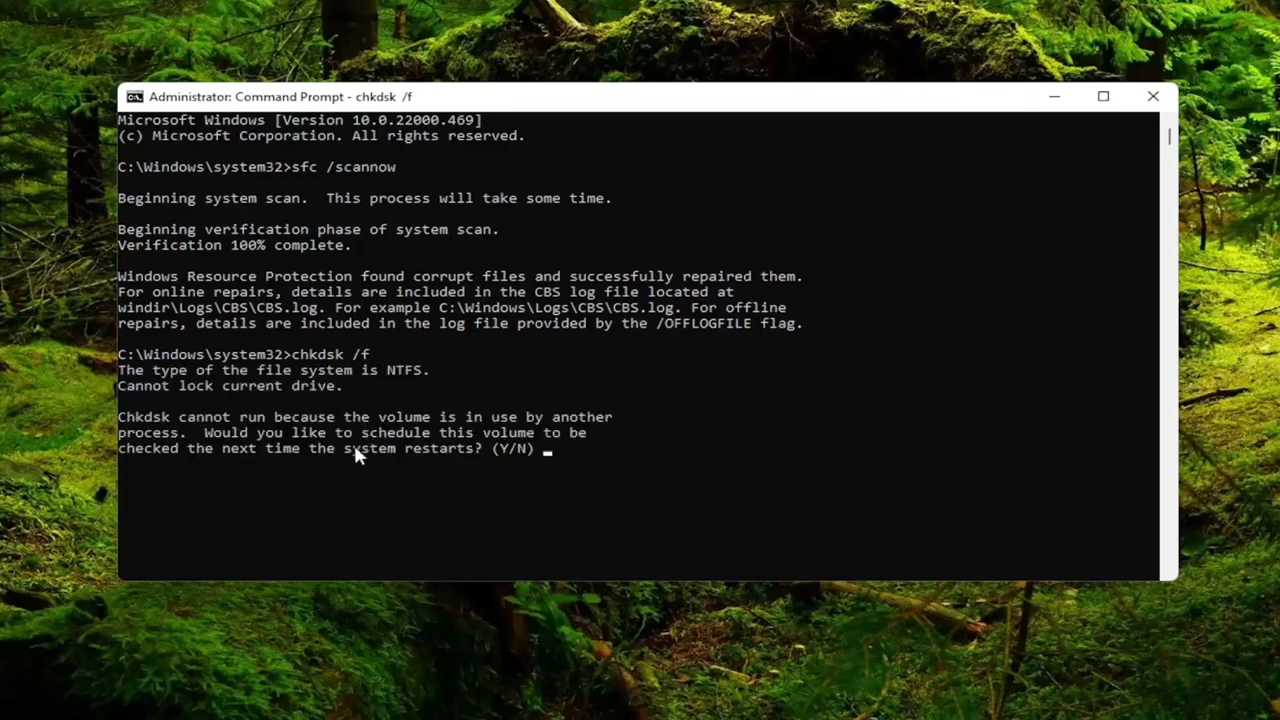 Administrator: Command Prompt - chkdsk /f
Microsoft Windows [Version 10.0.22000.469]
(c) Microsoft Corporation. All rights reserved.
C:\Windows\system32>sfc /scannow
Beginning system scan.  This process will take some time.
Beginning verification phase of system scan.
Verification 100% complete.
Windows Resource Protection found corrupt files and successfully repaired them.
For online repairs, details are included in the CBS log file located at
windir\Logs\CBS\CBS.log. For example C:\Windows\Logs\CBS\CBS.log. For offline
repairs, details are included in the log file provided by the /OFFLOGFILE flag.
C:\Windows\system32>chkdsk /f
The type of the file system is NTFS.
Cannot lock current drive.
Chkdsk cannot run because the volume is in use by another
process.  Would you like to schedule this volume to be
checked the next time the system restarts? (Y/N)